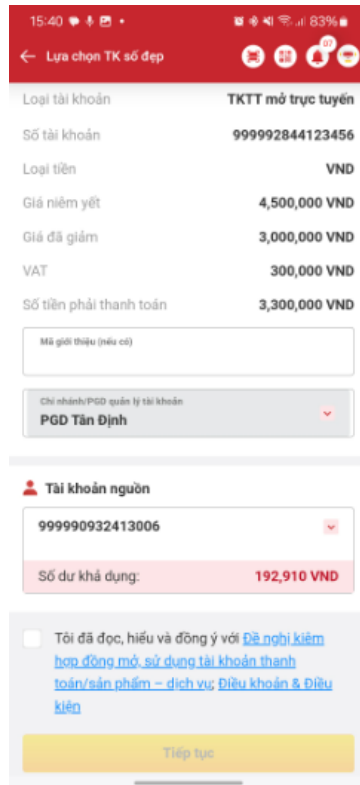 15:40
83%
07
Lựa chọn TK số đẹp
Loại tài khoản TKTT mở trực tuyến
Số tài khoản 999992844123456
Loại tiền VND
Giá niêm yết 4,500,000 VND
Giá đã giảm 3,000,000 VND
VAT 300,000 VND
Số tiền phải thanh toán 3,300,000 VND
Mã giới thiệu (nếu có)
Chi nhánh/PGD quản lý tài khoản
PGD Tân Định
Tài khoản nguồn
999990932413006
Số dư khả dụng: 192,910 VND
Tôi đã đọc, hiểu và đồng ý với Đề nghị kiêm
hợp đồng mở, sử dụng tài khoản thanh
toán/sản phẩm – dịch vụ; Điều khoản & Điều
kiện
Tiếp tục